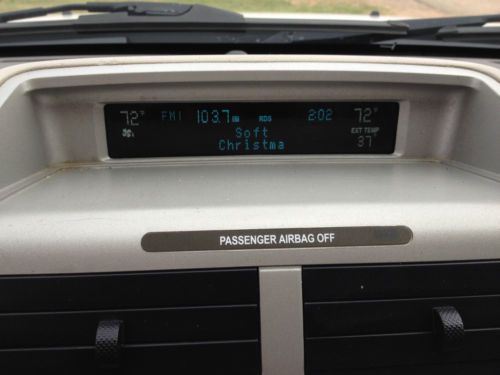 72°F FM1 103.7 RDS 2:02 72°F
Soft EXT TEMP
Christma 37
PASSENGER AIRBAG OFF